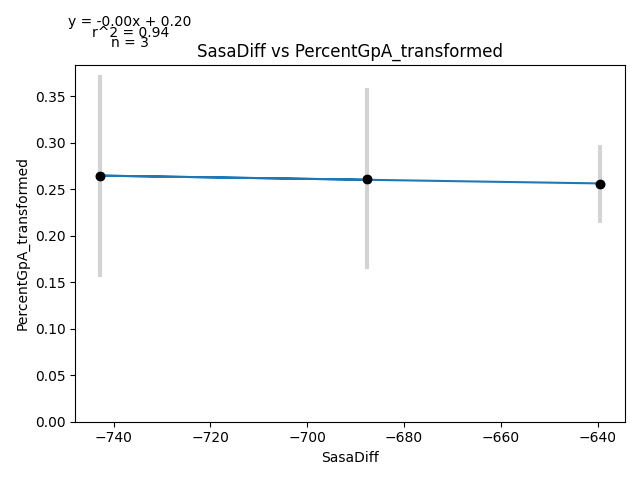 y = -0.00x + 0.20
r^2 = 0.94
n = 3
SasaDiff vs PercentGpA_transformed
PercentGpA_transformed
0.35
0.30
0.25
0.20
0.15
0.10
0.05
0.00
−740 −720 −700 −680 −660 −640
SasaDiff